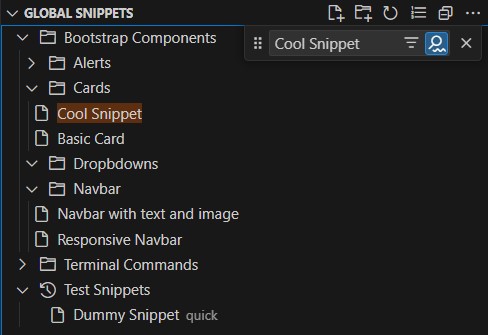 GLOBAL SNIPPETS
Bootstrap Components
Cool Snippet
Alerts
Cards
Cool Snippet
Basic Card
Dropbdowns
Navbar
Navbar with text and image
Responsive Navbar
Terminal Commands
Test Snippets
Dummy Snippet quick